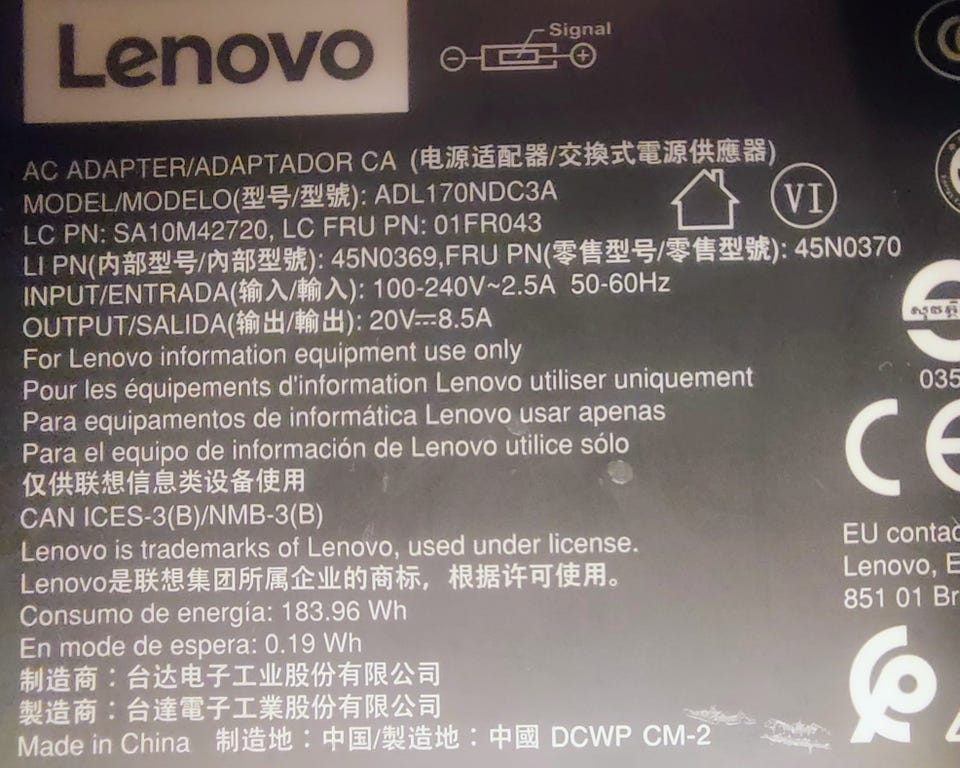 Lenovo
Signal
AC ADAPTER/ADAPTADOR CA (电源适配器/交換式電源供應器)
MODEL/MODELO(型号/型號): ADL170NDC3A
VI
LC PN: SA10M42720, LC FRU PN: 01FR043
LI PN(内部型号/內部型號): 45N0369,FRU PN(零售型号/零售型號): 45N0370
INPUT/ENTRADA(输入/輸入): 100-240V~2.5A 50-60Hz
OUTPUT/SALIDA(输出/輸出): 20V⎓8.5A
For Lenovo information equipment use only
Pour les équipements d'information Lenovo utiliser uniquement
Para equipamentos de informática Lenovo usar apenas
Para el equipo de información de Lenovo utilice sólo
仅供联想信息类设备使用
CAN ICES-3(B)/NMB-3(B)
Lenovo is trademarks of Lenovo, used under license.
Lenovo是联想集团所属企业的商标，根据许可使用。
Consumo de energía: 183.96 Wh
En mode de espera: 0.19 Wh
制造商：台达电子工业股份有限公司
製造商：台達電子工業股份有限公司
Made in China 制造地：中国/製造地：中國 DCWP CM-2
035
CE
EU contac
Lenovo, E
851 01 Br